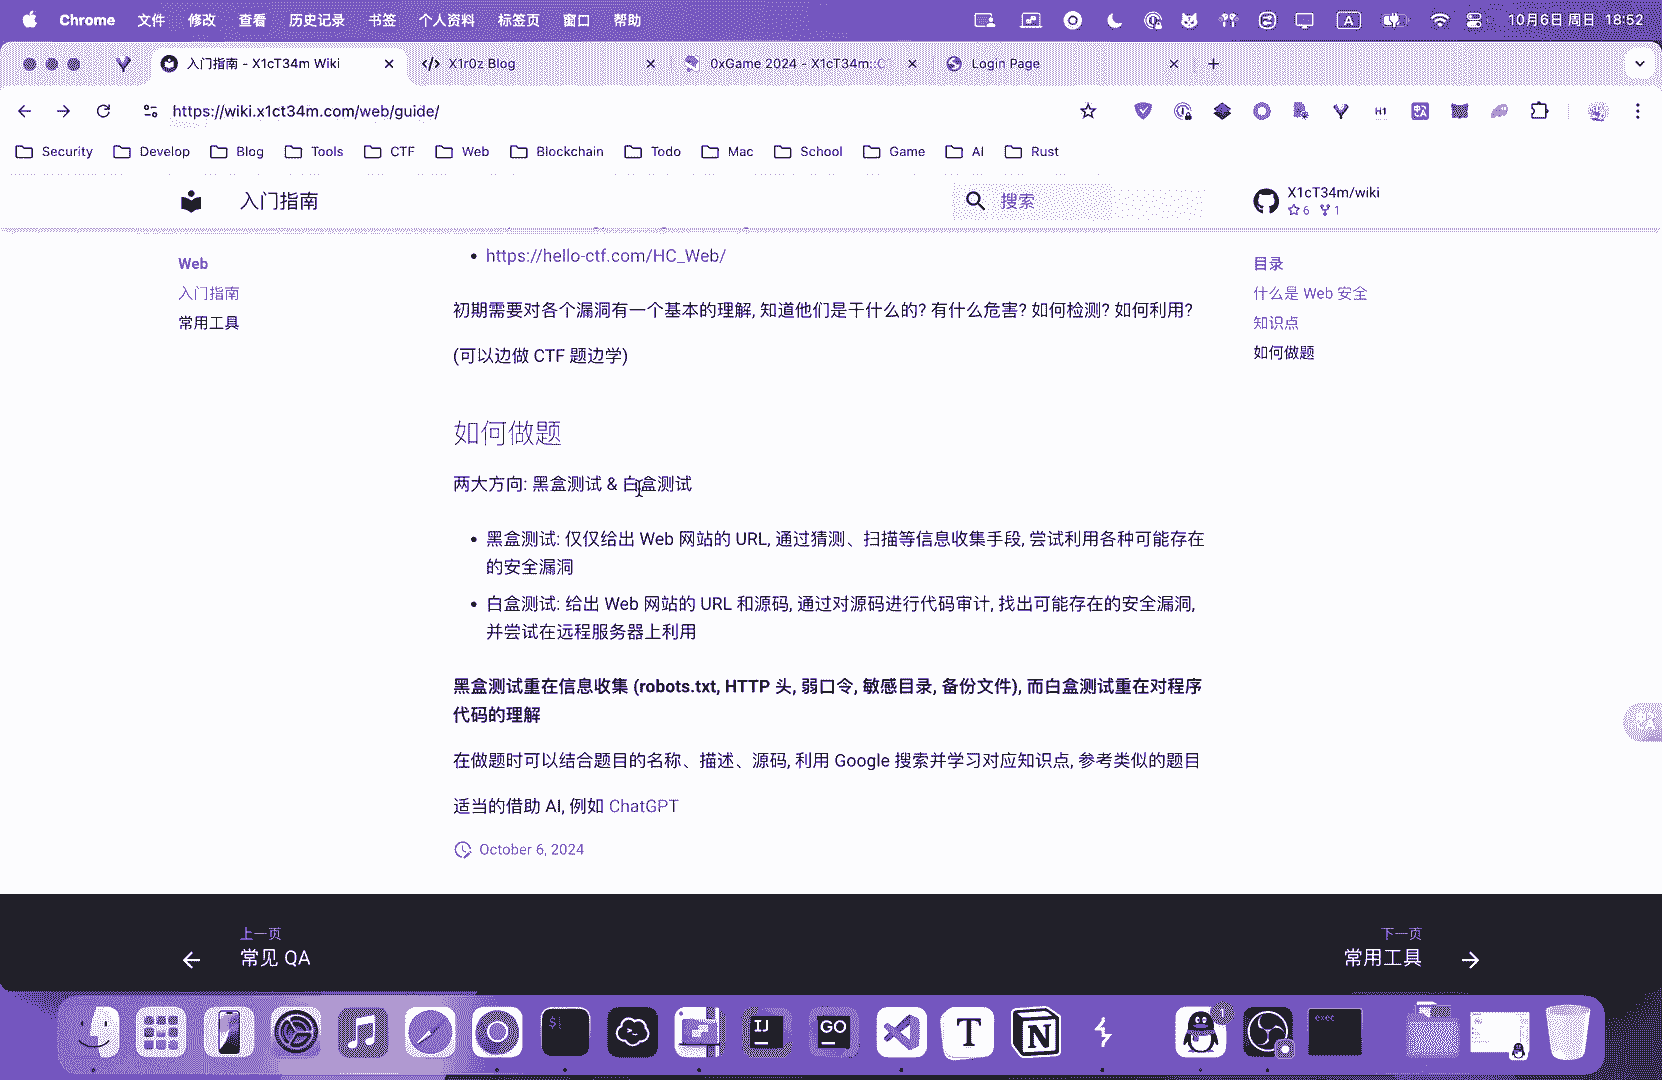 Chrome 文件 修改 查看 历史记录 书签 个人资料 标签页 窗口 帮助 A 10月6日 周日 18:52
入门指南 - X1cT34m Wiki X1r0z Blog 0xGame 2024 - X1cT34m::C Login Page
https://wiki.x1ct34m.com/web/guide/ H1
Security Develop Blog Tools CTF Web Blockchain Todo Mac School Game AI Rust
入门指南 搜索 X1cT34m/wiki
6 1
Web
入门指南
常用工具
https://hello-ctf.com/HC_Web/
初期需要对各个漏洞有一个基本的理解, 知道他们是干什么的? 有什么危害? 如何检测? 如何利用?
(可以边做 CTF 题边学)
如何做题
两大方向: 黑盒测试 & 白盒测试
黑盒测试: 仅仅给出 Web 网站的 URL, 通过猜测、扫描等信息收集手段, 尝试利用各种可能存在
的安全漏洞
白盒测试: 给出 Web 网站的 URL 和源码, 通过对源码进行代码审计, 找出可能存在的安全漏洞,
并尝试在远程服务器上利用
黑盒测试重在信息收集 (robots.txt, HTTP 头, 弱口令, 敏感目录, 备份文件), 而白盒测试重在对程序
代码的理解
在做题时可以结合题目的名称、描述、源码, 利用 Google 搜索并学习对应知识点, 参考类似的题目
适当的借助 AI, 例如 ChatGPT
October 6, 2024
目录
什么是 Web 安全
知识点
如何做题
上一页
常见 QA
下一页
常用工具
$ IJ GO T N 1 exec